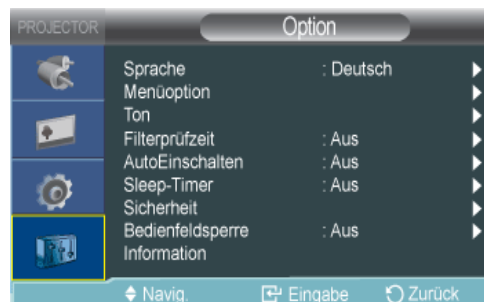 PROJECTOR Option
Sprache : Deutsch
Menüoption
Ton
Filterprüfzeit : Aus
AutoEinschalten : Aus
Sleep-Timer : Aus
Sicherheit
Bedienfeldsperre : Aus
Information
Navig. Eingabe Zurück